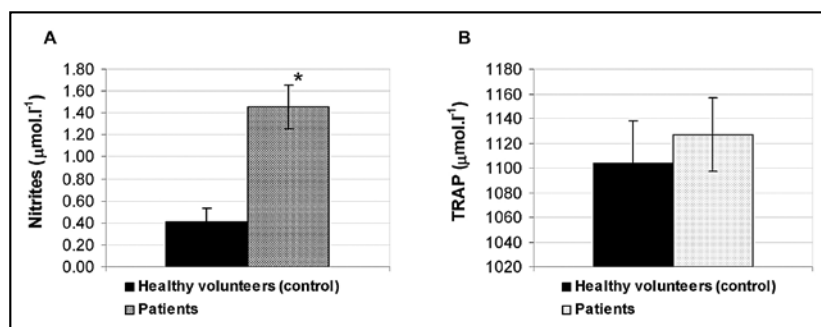 A
Nitrites (μmol.l⁻¹)
1.80
1.60
1.40
1.20
1.00
0.80
0.60
0.40
0.20
0.00
*
Healthy volunteers (control)
Patients
B
TRAP (μmol.l⁻¹)
1180
1160
1140
1120
1100
1080
1060
1040
1020
Healthy volunteers (control)
Patients